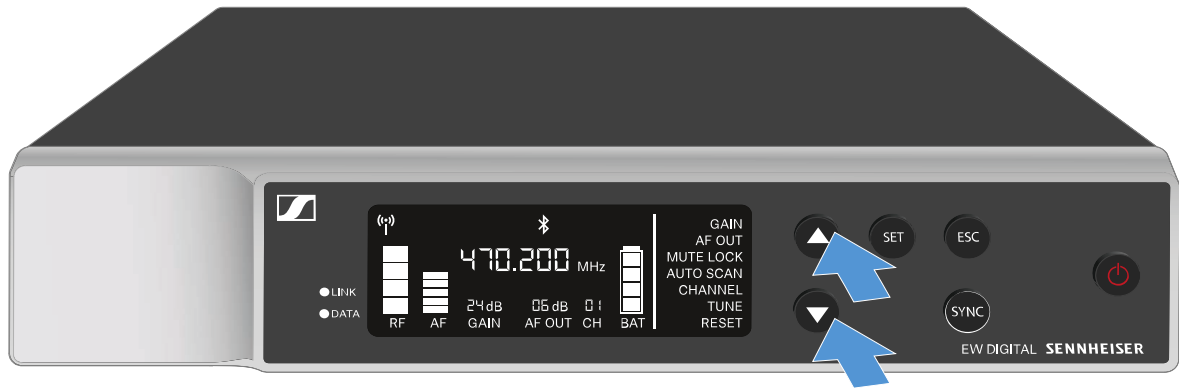 470.200 MHz
24 dB
06 dB
01
RF
AF
GAIN
AF OUT
CH
BAT
GAIN
AF OUT
MUTE LOCK
AUTO SCAN
CHANNEL
TUNE
RESET
LINK
DATA
SET
ESC
SYNC
EW DIGITAL SENNHEISER